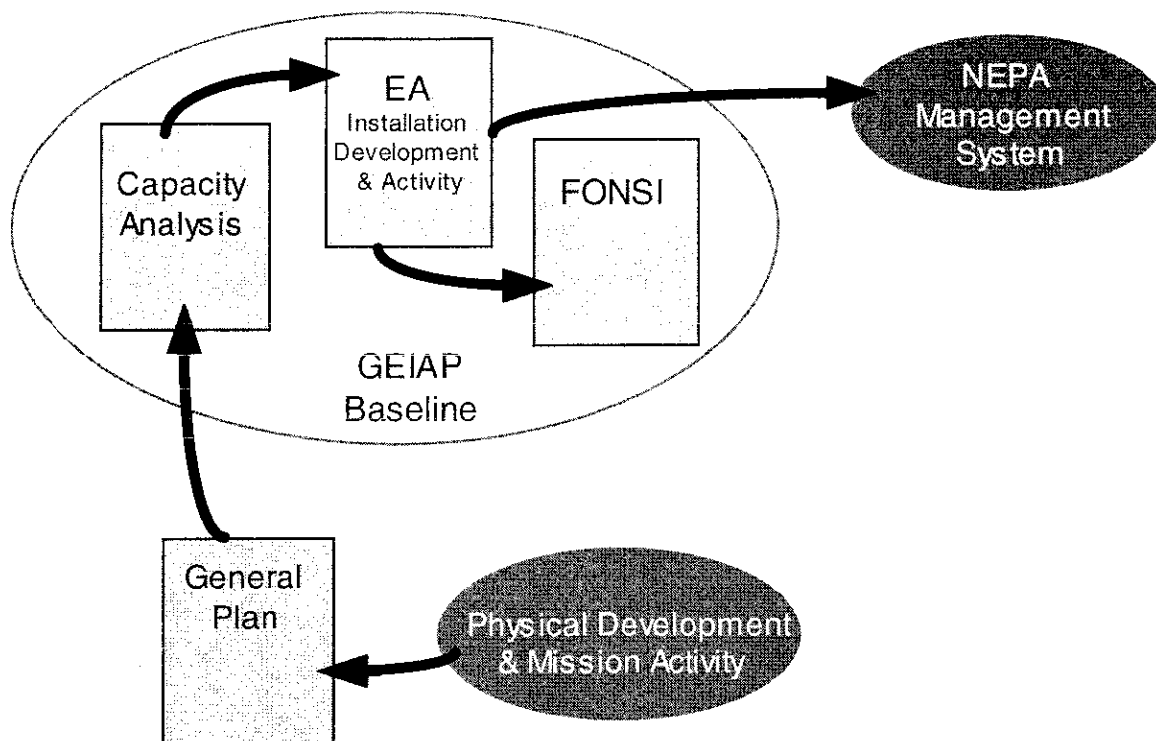 EA
Installation
Development
& Activity
NEPA
Management
System
Capacity
Analysis
FONSI
GEIAP
Baseline
General
Plan
Physical Development
& Mission Activity